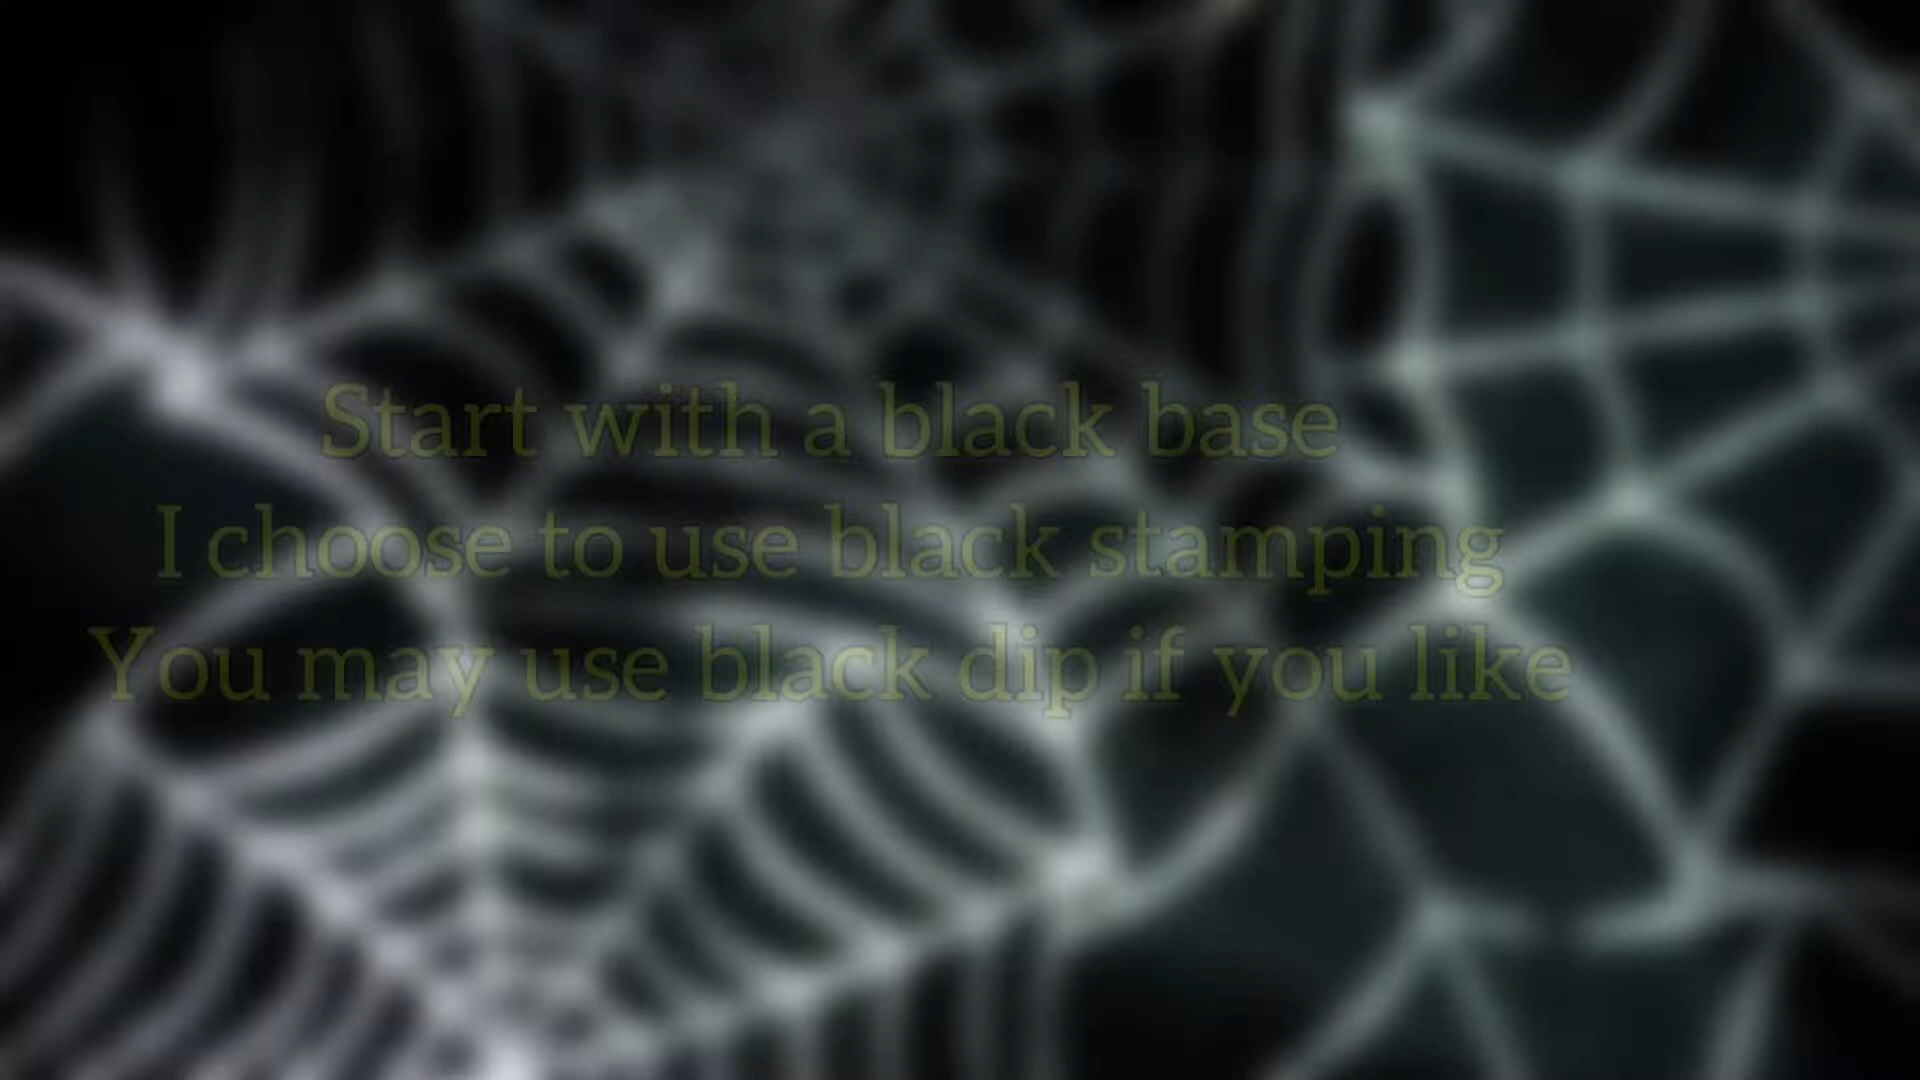 Start with a black base
I choose to use black stamping
You may use black dip if you like